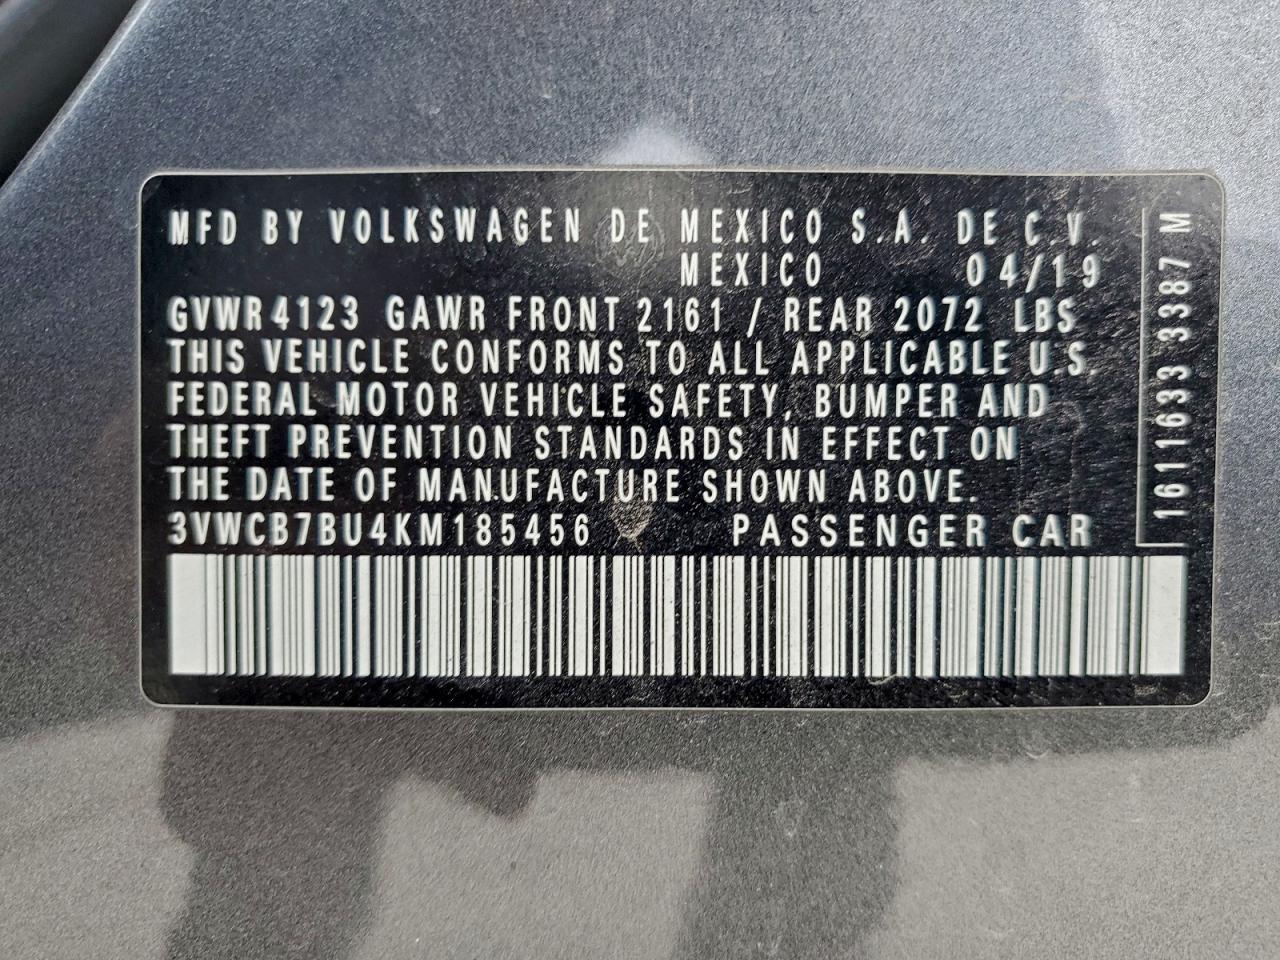 MFD BY VOLKSWAGEN DE MEXICO S.A. DE C.V.
MEXICO 04/19
GVWR 4123 GAWR FRONT 2161 / REAR 2072 LBS
THIS VEHICLE CONFORMS TO ALL APPLICABLE U.S.
FEDERAL MOTOR VEHICLE SAFETY, BUMPER AND
THEFT PREVENTION STANDARDS IN EFFECT ON
THE DATE OF MANUFACTURE SHOWN ABOVE.
3VWCB7BU4KM185456 PASSENGER CAR
1611633 3387 M